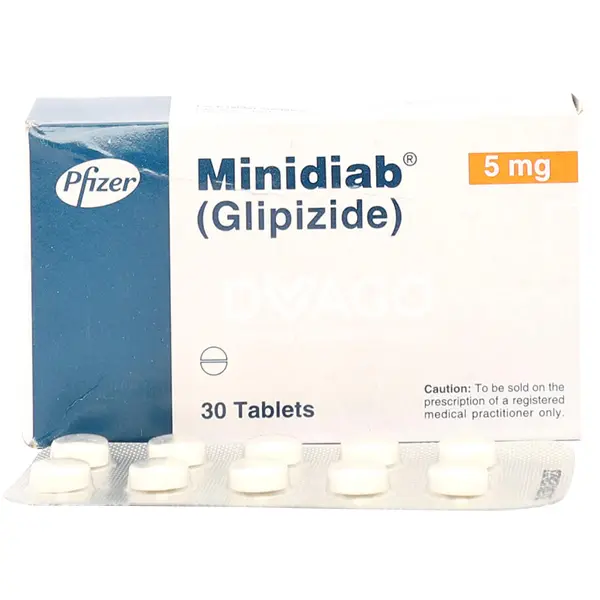 Pfizer
Minidiab®
(Glipizide)
5 mg
DVAGO
30 Tablets
Caution: To be sold on the
prescription of a registered
medical practitioner only.